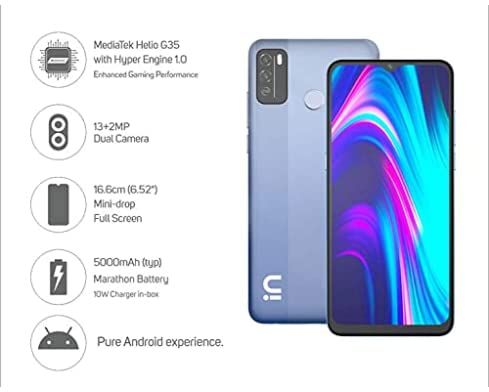 MediaTek Helio G35
with Hyper Engine 1.0
Enhanced Gaming Performance
13+2MP
Dual Camera
16.6cm (6.52")
Mini-drop
Full Screen
5000mAh (typ)
Marathon Battery
10W Charger in-box
Pure Android experience.
in